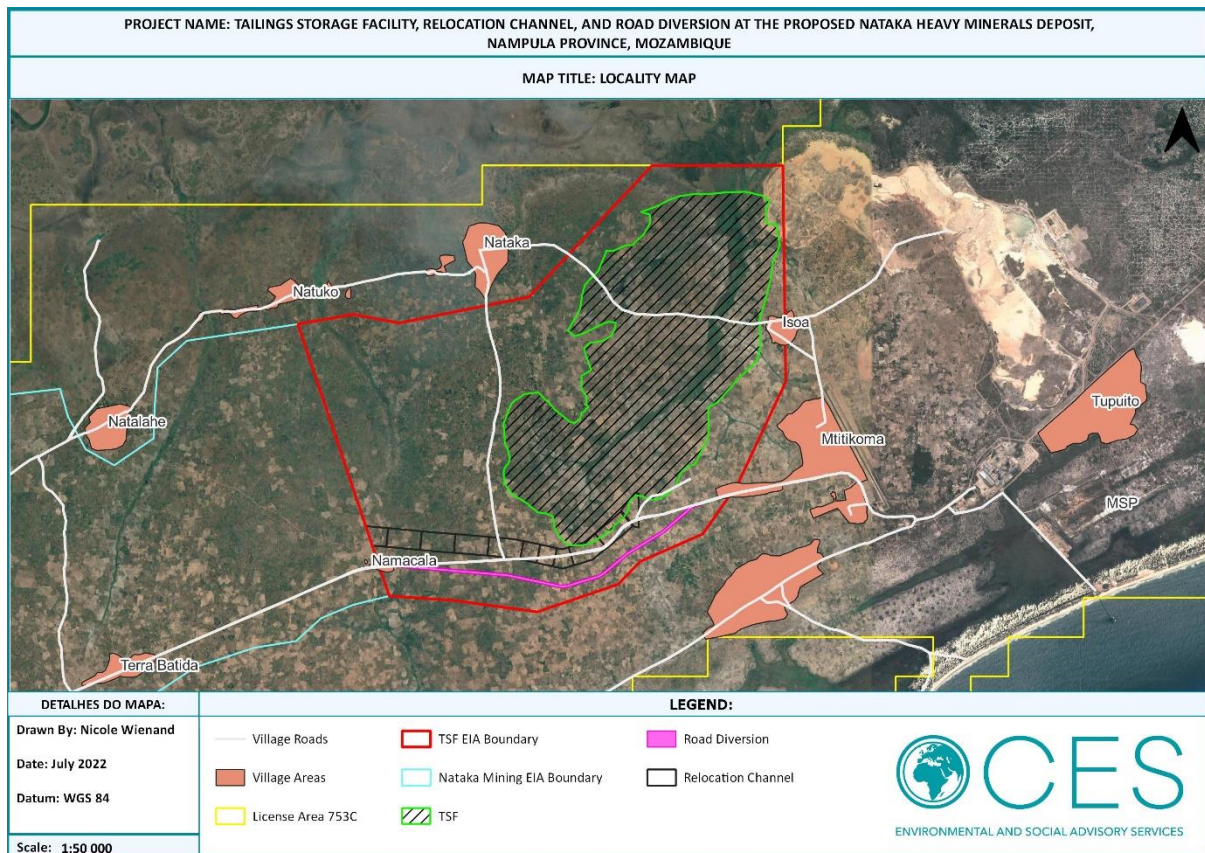 PROJECT NAME: TAILINGS STORAGE FACILITY, RELOCATION CHANNEL, AND ROAD DIVERSION AT THE PROPOSED NATAKA HEAVY MINERALS DEPOSIT,
NAMPULA PROVINCE, MOZAMBIQUE
MAP TITLE: LOCALITY MAP
Nataka
Natuko
Isoa
Natalahe
Tupuito
Mtitikoma
MSP
Namacala
Terra Batida
DETALHES DO MAPA:
Drawn By: Nicole Wienand
Date: July 2022
Datum: WGS 84
Scale: 1:50 000
LEGEND:
Village Roads
Village Areas
License Area 753C
TSF EIA Boundary
Nataka Mining EIA Boundary
TSF
Road Diversion
Relocation Channel
CES
ENVIRONMENTAL AND SOCIAL ADVISORY SERVICES